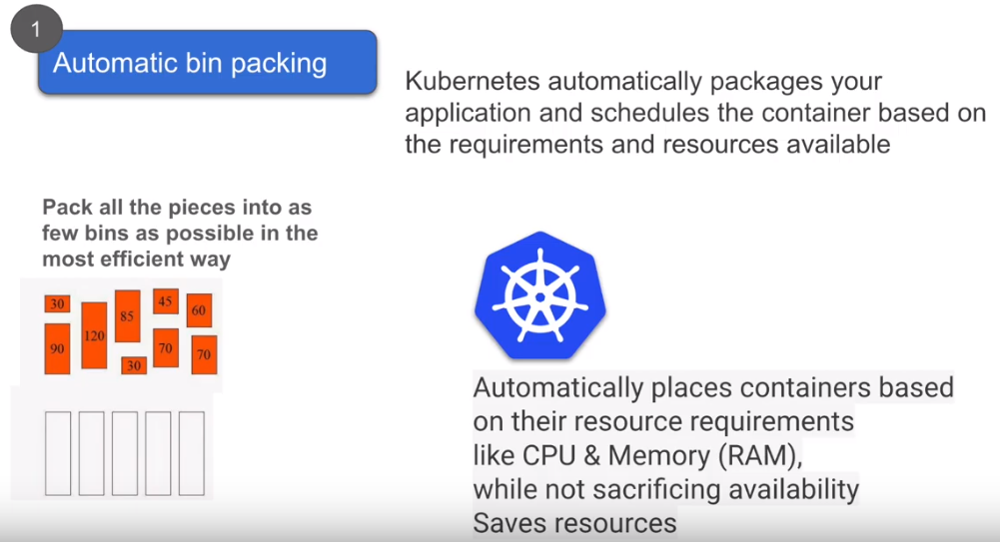 1
Automatic bin packing
Kubernetes automatically packages your
application and schedules the container based on
the requirements and resources available
Pack all the pieces into as
few bins as possible in the
most efficient way
30
90
120
85
30
45
70
60
70
Automatically places containers based
on their resource requirements
like CPU & Memory (RAM),
while not sacrificing availability
Saves resources